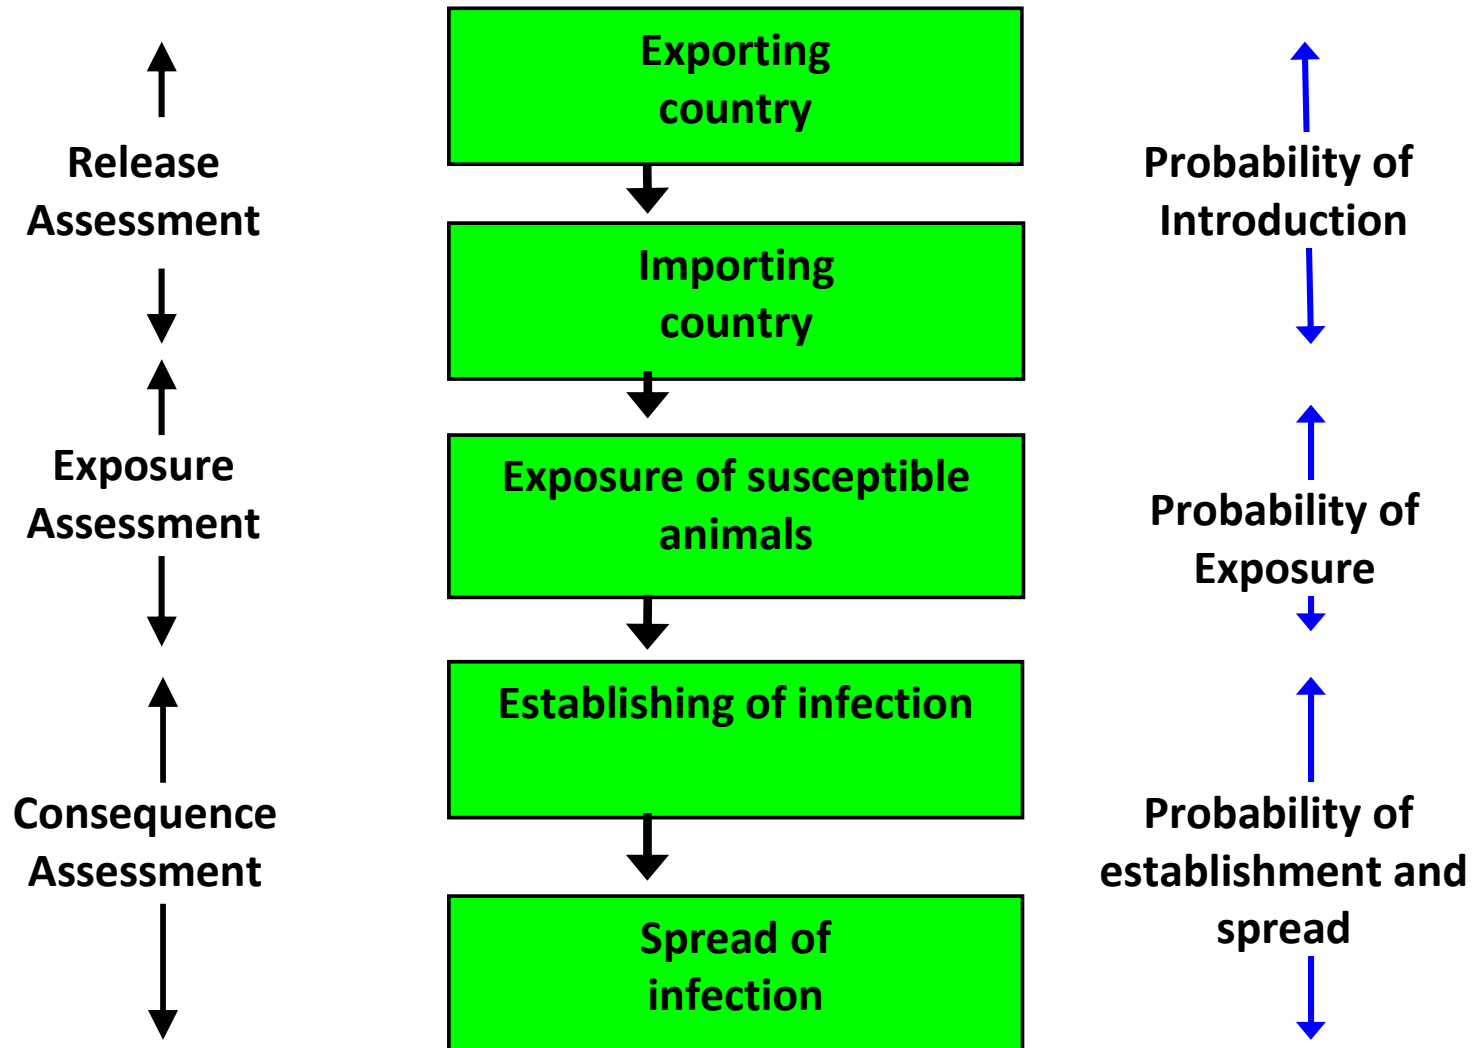 Exporting
country
Release
Assessment
Probability of
Introduction
Importing
country
Exposure
Assessment
Exposure of susceptible
animals
Probability of
Exposure
Establishing of infection
Consequence
Assessment
Probability of
establishment and
spread
Spread of
infection